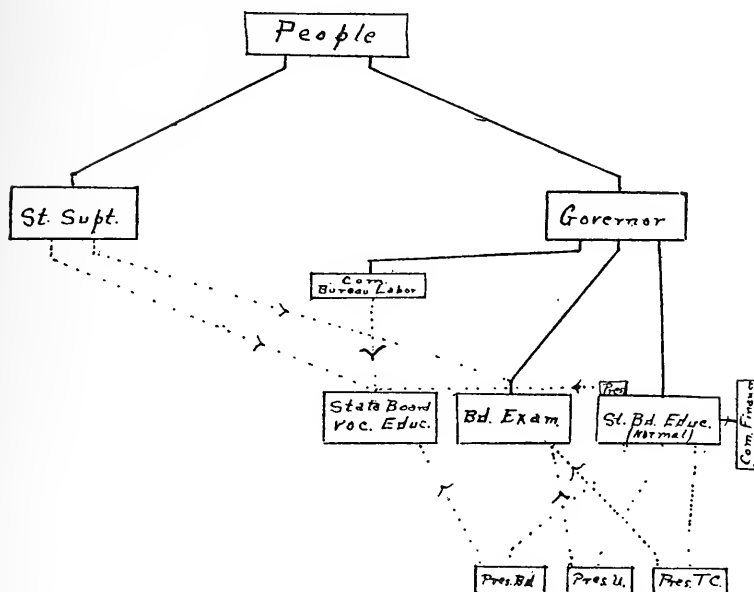 People
St. Supt.
Governor
Com.
Bureau Labor
Pres
State Board
Voc. Educ.
Bd. Exam.
St. Bd. Educ.
(Normal)
Com. Finance
Pres. Bd.
Pres. U.
Pres. T.C.